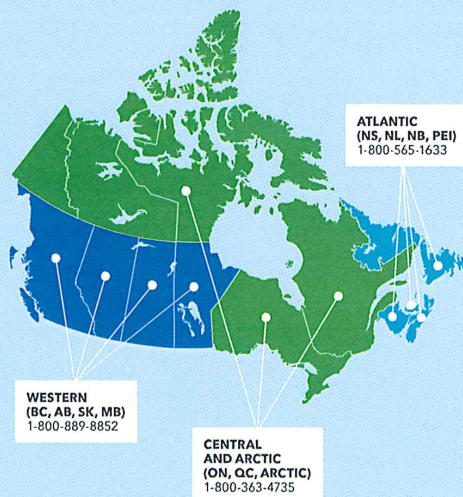 ATLANTIC
(NS, NL, NB, PEI)
1-800-565-1633
WESTERN
(BC, AB, SK, MB)
1-800-889-8852
CENTRAL
AND ARCTIC
(ON, QC, ARCTIC)
1-800-363-4735